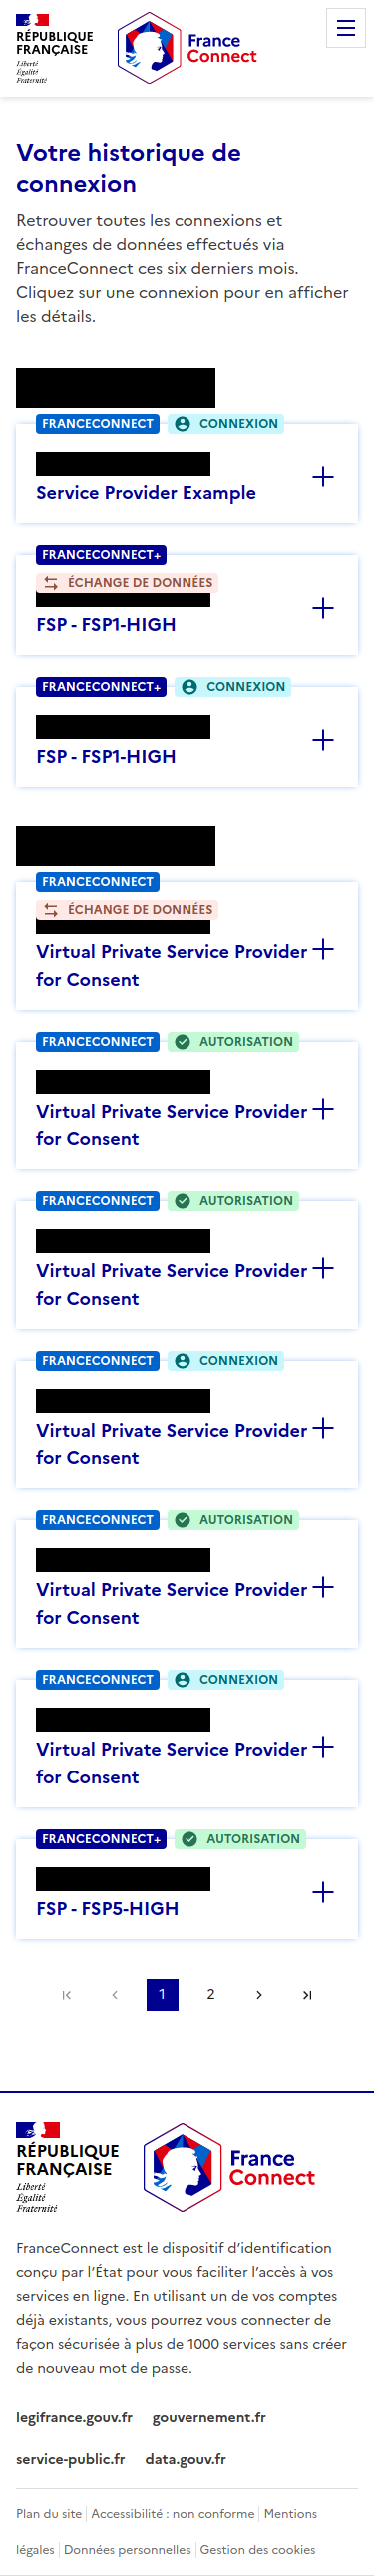 RÉPUBLIQUE
FRANÇAISE
Liberté
Égalité
Fraternité
France
Connect
Votre historique de
connexion
Retrouver toutes les connexions et
échanges de données effectués via
FranceConnect ces six derniers mois.
Cliquez sur une connexion pour en afficher
les détails.
FRANCECONNECT CONNEXION
Service Provider Example
FRANCECONNECT+
ÉCHANGE DE DONNÉES
FSP - FSP1-HIGH
FRANCECONNECT+ CONNEXION
FSP - FSP1-HIGH
FRANCECONNECT
ÉCHANGE DE DONNÉES
Virtual Private Service Provider
for Consent
FRANCECONNECT AUTORISATION
Virtual Private Service Provider
for Consent
FRANCECONNECT AUTORISATION
Virtual Private Service Provider
for Consent
FRANCECONNECT CONNEXION
Virtual Private Service Provider
for Consent
FRANCECONNECT AUTORISATION
Virtual Private Service Provider
for Consent
FRANCECONNECT CONNEXION
Virtual Private Service Provider
for Consent
FRANCECONNECT+ AUTORISATION
FSP - FSP5-HIGH
1 2
RÉPUBLIQUE
FRANÇAISE
Liberté
Égalité
Fraternité
France
Connect
FranceConnect est le dispositif d’identification
conçu par l’État pour vous faciliter l’accès à vos
services en ligne. En utilisant un de vos comptes
déjà existants, vous pourrez vous connecter de
façon sécurisée à plus de 1000 services sans créer
de nouveau mot de passe.
legifrance.gouv.fr gouvernement.fr
service-public.fr data.gouv.fr
Plan du site Accessibilité : non conforme Mentions
légales Données personnelles Gestion des cookies